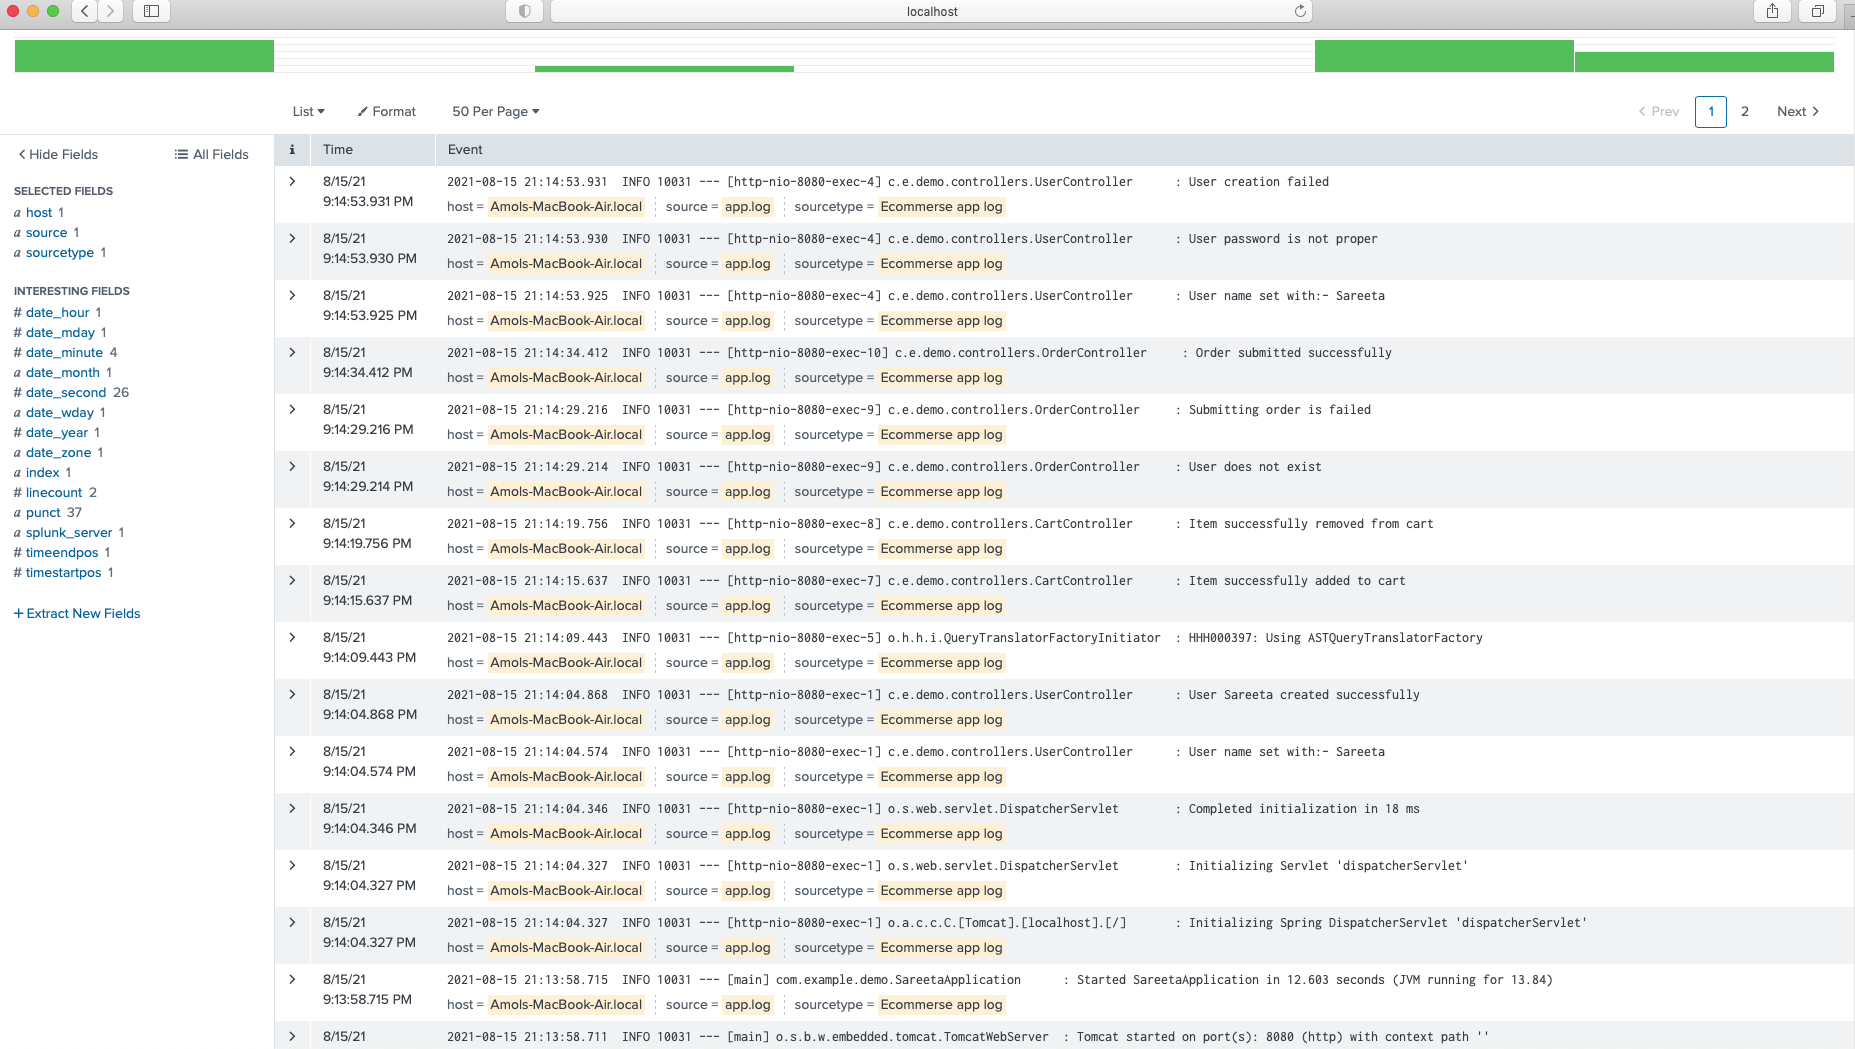 localhost
List Format 50 Per Page Prev 1 2 Next
Hide Fields All Fields
SELECTED FIELDS
a host 1
a source 1
a sourcetype 1
INTERESTING FIELDS
# date_hour 1
# date_mday 1
# date_minute 4
a date_month 1
# date_second 26
a date_wday 1
# date_year 1
a date_zone 1
a index 1
# linecount 2
a punct 37
a splunk_server 1
# timeendpos 1
# timestartpos 1
+ Extract New Fields
i Time Event
8/15/21 2021-08-15 21:14:53.931 INFO 10031 --- [http-nio-8080-exec-4] c.e.demo.controllers.UserController : User creation failed
9:14:53.931 PM host = Amols-MacBook-Air.local source = app.log sourcetype = Ecommerse app log
8/15/21 2021-08-15 21:14:53.930 INFO 10031 --- [http-nio-8080-exec-4] c.e.demo.controllers.UserController : User password is not proper
9:14:53.930 PM host = Amols-MacBook-Air.local source = app.log sourcetype = Ecommerse app log
8/15/21 2021-08-15 21:14:53.925 INFO 10031 --- [http-nio-8080-exec-4] c.e.demo.controllers.UserController : User name set with:- Sareeta
9:14:53.925 PM host = Amols-MacBook-Air.local source = app.log sourcetype = Ecommerse app log
8/15/21 2021-08-15 21:14:34.412 INFO 10031 --- [http-nio-8080-exec-10] c.e.demo.controllers.OrderController : Order submitted successfully
9:14:34.412 PM host = Amols-MacBook-Air.local source = app.log sourcetype = Ecommerse app log
8/15/21 2021-08-15 21:14:29.216 INFO 10031 --- [http-nio-8080-exec-9] c.e.demo.controllers.OrderController : Submitting order is failed
9:14:29.216 PM host = Amols-MacBook-Air.local source = app.log sourcetype = Ecommerse app log
8/15/21 2021-08-15 21:14:29.214 INFO 10031 --- [http-nio-8080-exec-9] c.e.demo.controllers.OrderController : User does not exist
9:14:29.214 PM host = Amols-MacBook-Air.local source = app.log sourcetype = Ecommerse app log
8/15/21 2021-08-15 21:14:19.756 INFO 10031 --- [http-nio-8080-exec-8] c.e.demo.controllers.CartController : Item successfully removed from cart
9:14:19.756 PM host = Amols-MacBook-Air.local source = app.log sourcetype = Ecommerse app log
8/15/21 2021-08-15 21:14:15.637 INFO 10031 --- [http-nio-8080-exec-7] c.e.demo.controllers.CartController : Item successfully added to cart
9:14:15.637 PM host = Amols-MacBook-Air.local source = app.log sourcetype = Ecommerse app log
8/15/21 2021-08-15 21:14:09.443 INFO 10031 --- [http-nio-8080-exec-5] o.h.h.i.QueryTranslatorFactoryInitiator : HHH000397: Using ASTQueryTranslatorFactory
9:14:09.443 PM host = Amols-MacBook-Air.local source = app.log sourcetype = Ecommerse app log
8/15/21 2021-08-15 21:14:04.868 INFO 10031 --- [http-nio-8080-exec-1] c.e.demo.controllers.UserController : User Sareeta created successfully
9:14:04.868 PM host = Amols-MacBook-Air.local source = app.log sourcetype = Ecommerse app log
8/15/21 2021-08-15 21:14:04.574 INFO 10031 --- [http-nio-8080-exec-1] c.e.demo.controllers.UserController : User name set with:- Sareeta
9:14:04.574 PM host = Amols-MacBook-Air.local source = app.log sourcetype = Ecommerse app log
8/15/21 2021-08-15 21:14:04.346 INFO 10031 --- [http-nio-8080-exec-1] o.s.web.servlet.DispatcherServlet : Completed initialization in 18 ms
9:14:04.346 PM host = Amols-MacBook-Air.local source = app.log sourcetype = Ecommerse app log
8/15/21 2021-08-15 21:14:04.327 INFO 10031 --- [http-nio-8080-exec-1] o.s.web.servlet.DispatcherServlet : Initializing Servlet 'dispatcherServlet'
9:14:04.327 PM host = Amols-MacBook-Air.local source = app.log sourcetype = Ecommerse app log
8/15/21 2021-08-15 21:14:04.327 INFO 10031 --- [http-nio-8080-exec-1] o.a.c.c.C.[Tomcat].[localhost].[/] : Initializing Spring DispatcherServlet 'dispatcherServlet'
9:14:04.327 PM host = Amols-MacBook-Air.local source = app.log sourcetype = Ecommerse app log
8/15/21 2021-08-15 21:13:58.715 INFO 10031 --- [main] com.example.demo.SareetaApplication : Started SareetaApplication in 12.603 seconds (JVM running for 13.84)
9:13:58.715 PM host = Amols-MacBook-Air.local source = app.log sourcetype = Ecommerse app log
8/15/21 2021-08-15 21:13:58.711 INFO 10031 --- [main] o.s.b.w.embedded.tomcat.TomcatWebServer : Tomcat started on port(s): 8080 (http) with context path ''